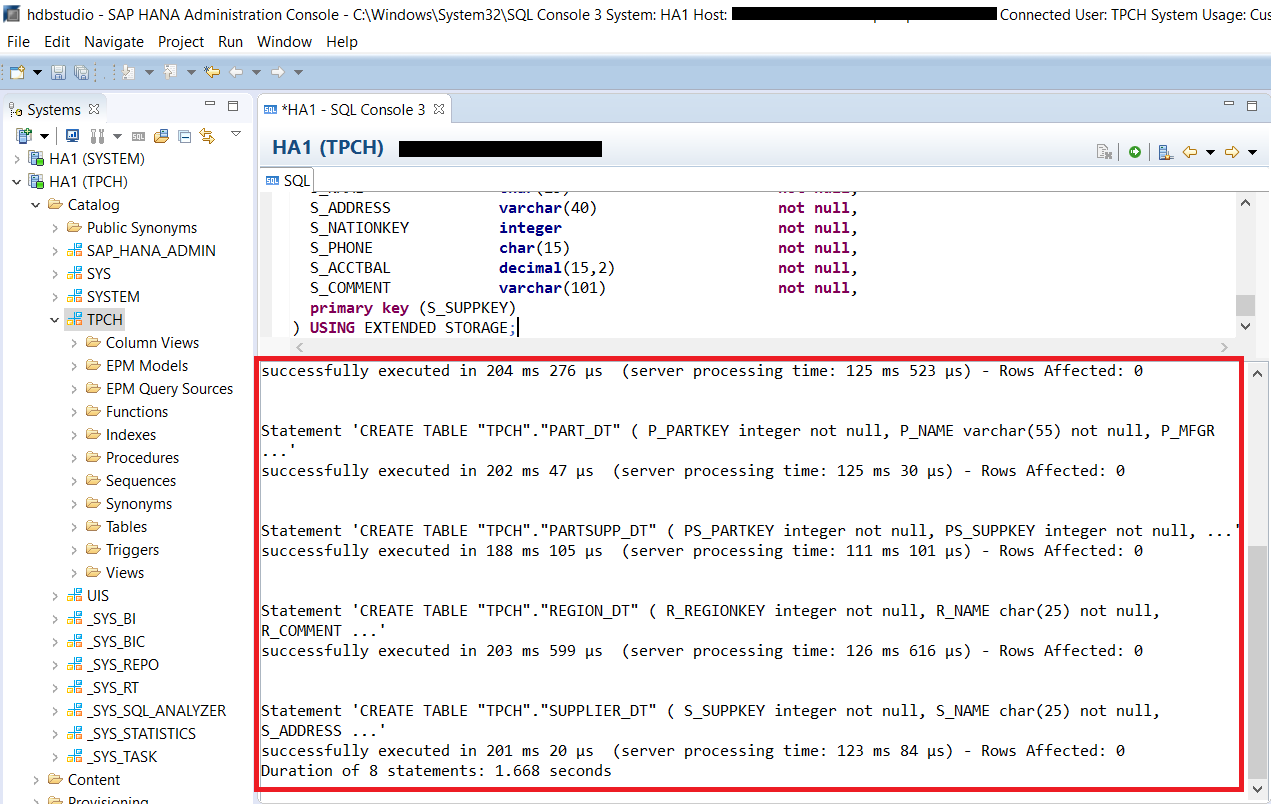 hdbstudio - SAP HANA Administration Console - C:\Windows\System32\SQL Console 3 System: HA1 Host: Connected User: TPCH System Usage: Cus
File Edit Navigate Project Run Window Help
Systems
HA1 (SYSTEM)
HA1 (TPCH)
Catalog
Public Synonyms
SAP_HANA_ADMIN
SYS
SYSTEM
TPCH
Column Views
EPM Models
EPM Query Sources
Functions
Indexes
Procedures
Sequences
Synonyms
Tables
Triggers
Views
UIS
_SYS_BI
_SYS_BIC
_SYS_REPO
_SYS_RT
_SYS_SQL_ANALYZER
_SYS_STATISTICS
_SYS_TASK
Content
Provisioning
SQL *HA1 - SQL Console 3
HA1 (TPCH)
SQL SQL
S_NAME char(25) not null,
S_ADDRESS varchar(40) not null,
S_NATIONKEY integer not null,
S_PHONE char(15) not null,
S_ACCTBAL decimal(15,2) not null,
S_COMMENT varchar(101) not null,
primary key (S_SUPPKEY)
) USING EXTENDED STORAGE;
successfully executed in 204 ms 276 µs (server processing time: 125 ms 523 µs) - Rows Affected: 0
Statement 'CREATE TABLE "TPCH"."PART_DT" ( P_PARTKEY integer not null, P_NAME varchar(55) not null, P_MFGR
...'
successfully executed in 202 ms 47 µs (server processing time: 125 ms 30 µs) - Rows Affected: 0
Statement 'CREATE TABLE "TPCH"."PARTSUPP_DT" ( PS_PARTKEY integer not null, PS_SUPPKEY integer not null, ...'
successfully executed in 188 ms 105 µs (server processing time: 111 ms 101 µs) - Rows Affected: 0
Statement 'CREATE TABLE "TPCH"."REGION_DT" ( R_REGIONKEY integer not null, R_NAME char(25) not null,
R_COMMENT ...'
successfully executed in 203 ms 599 µs (server processing time: 126 ms 616 µs) - Rows Affected: 0
Statement 'CREATE TABLE "TPCH"."SUPPLIER_DT" ( S_SUPPKEY integer not null, S_NAME char(25) not null,
S_ADDRESS ...'
successfully executed in 201 ms 20 µs (server processing time: 123 ms 84 µs) - Rows Affected: 0
Duration of 8 statements: 1.668 seconds